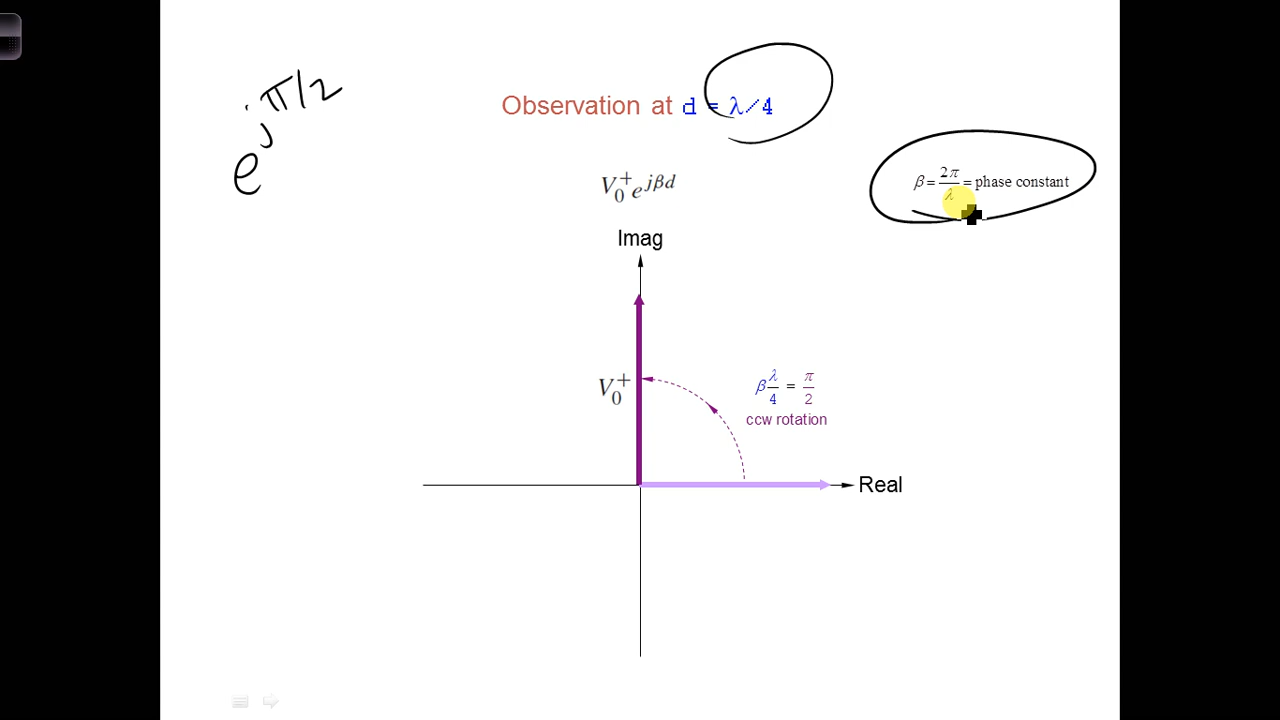 e^{jπ/2}
Observation at d = λ/4
β = 2π/λ = phase constant
V₀⁺e^{jβd}
Imag
V₀⁺
β λ/4 = π/2
ccw rotation
Real